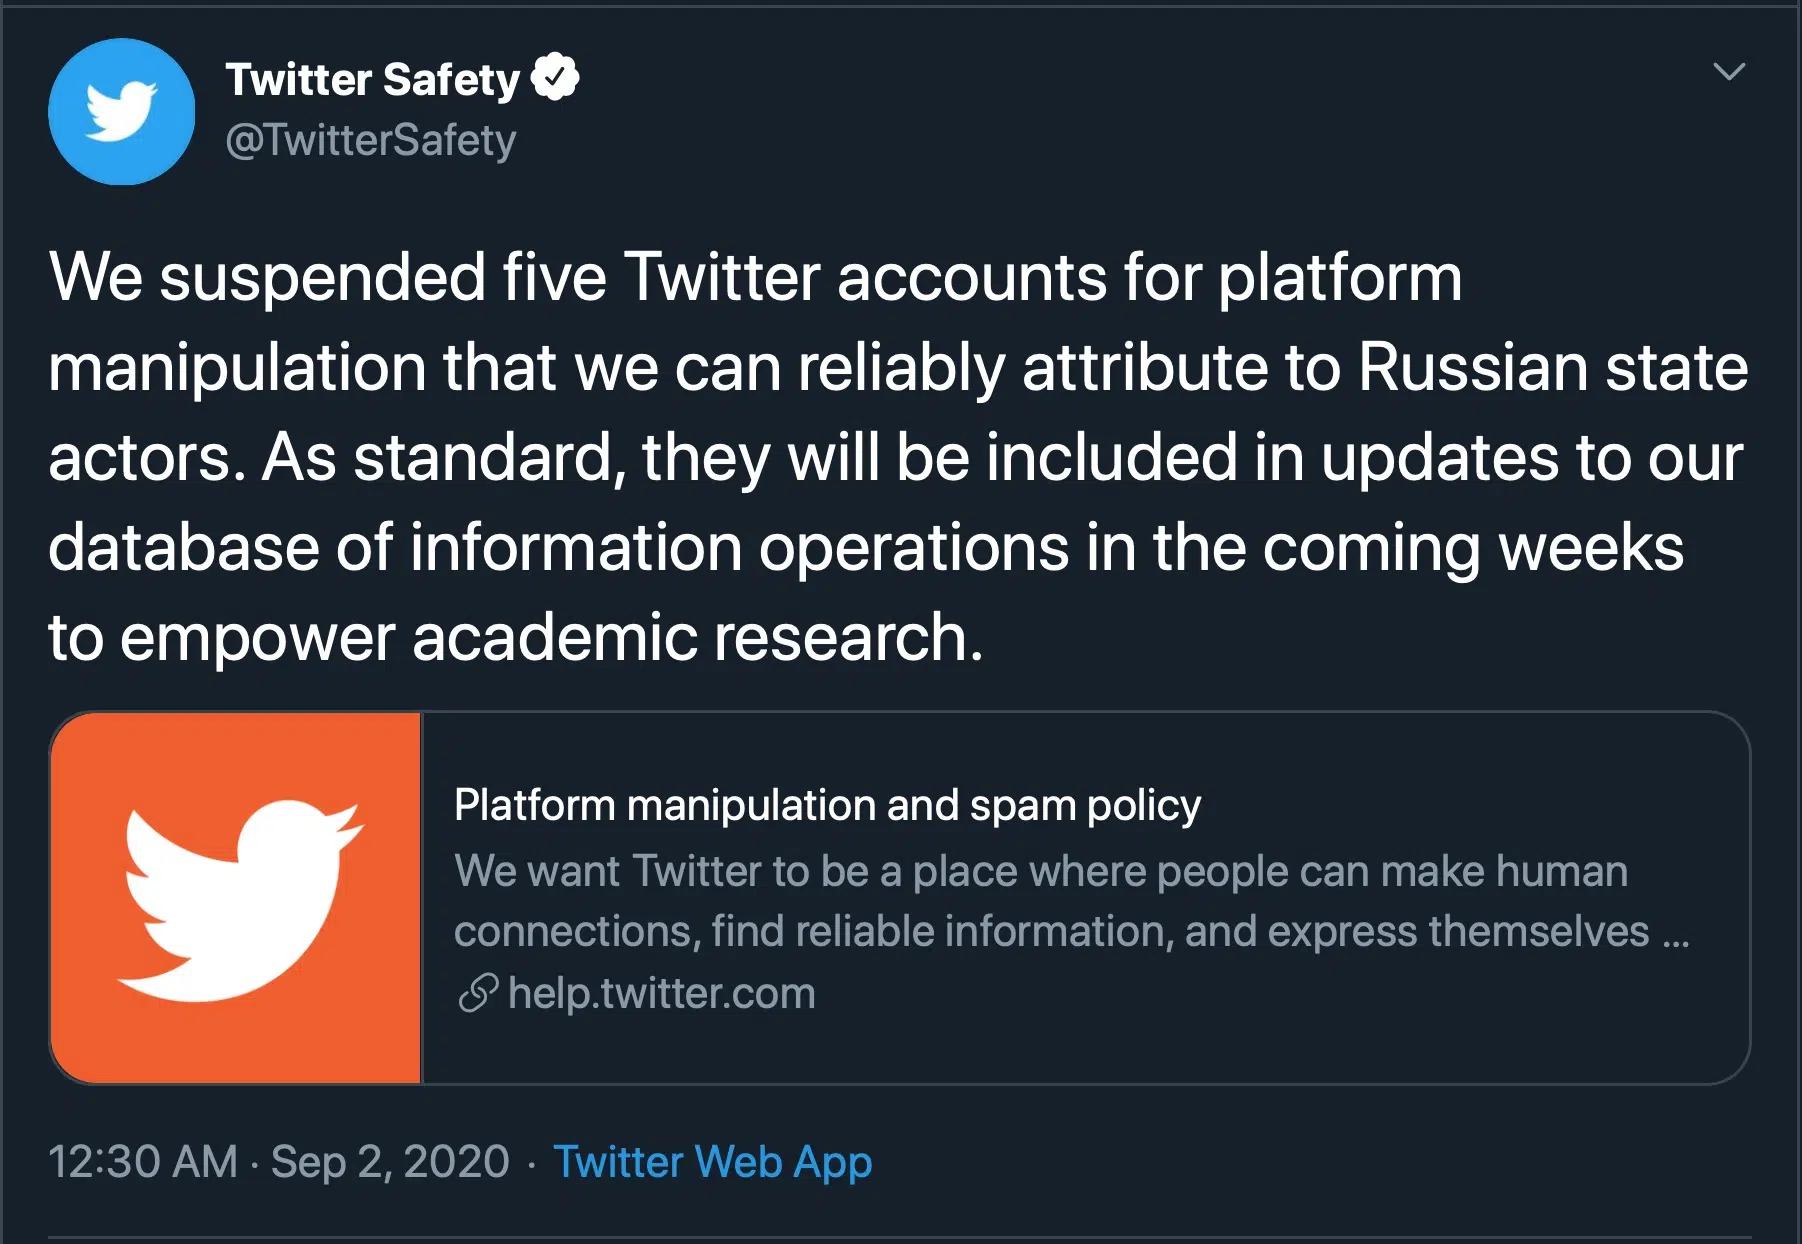 Twitter Safety
@TwitterSafety
We suspended five Twitter accounts for platform
manipulation that we can reliably attribute to Russian state
actors. As standard, they will be included in updates to our
database of information operations in the coming weeks
to empower academic research.
Platform manipulation and spam policy
We want Twitter to be a place where people can make human
connections, find reliable information, and express themselves ...
help.twitter.com
12:30 AM · Sep 2, 2020 · Twitter Web App